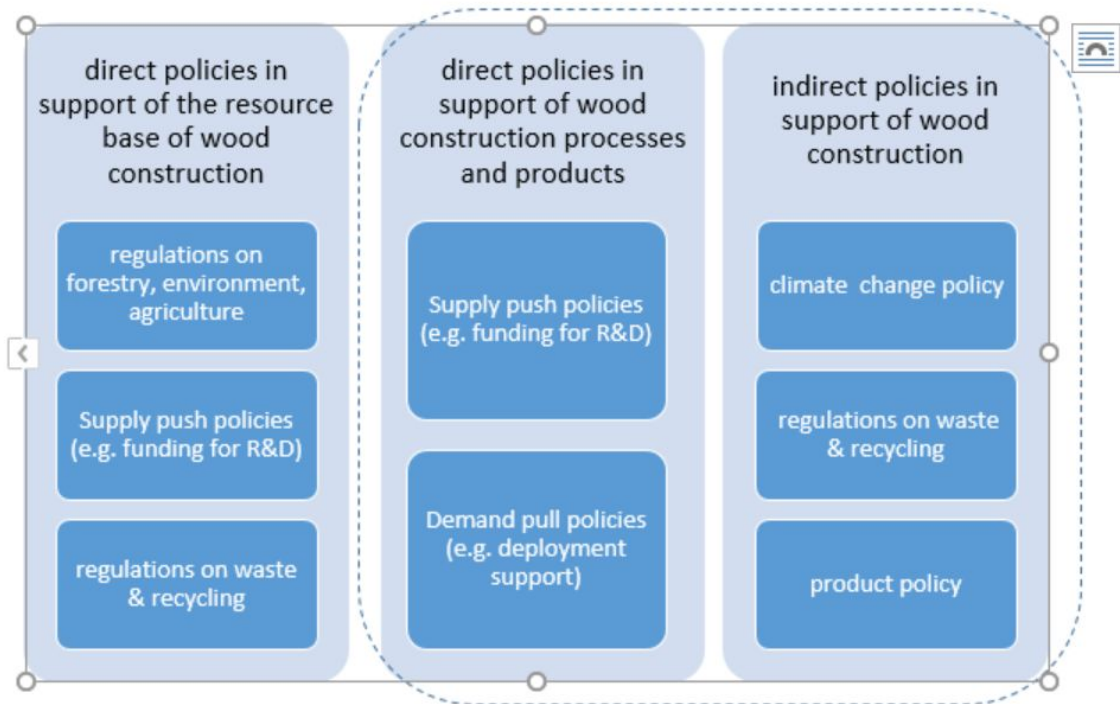 direct policies in
support of the resource
base of wood
construction
regulations on
forestry, environment,
agriculture
Supply push policies
(e.g. funding for R&D)
regulations on waste
& recycling
direct policies in
support of wood
construction processes
and products
Supply push policies
(e.g. funding for R&D)
Demand pull policies
(e.g. deployment
support)
indirect policies in
support of wood
construction
climate  change policy
regulations on waste
& recycling
product policy